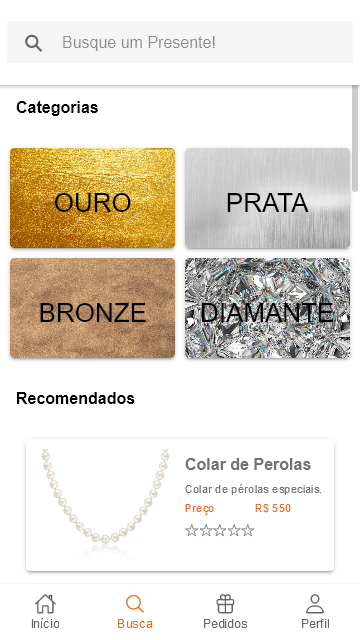 Busque um Presente!
Categorias
OURO
PRATA
BRONZE
DIAMANTE
Recomendados
Colar de Perolas
Colar de pérolas especiais.
Preço R$ 550
Início
Busca
Pedidos
Perfil